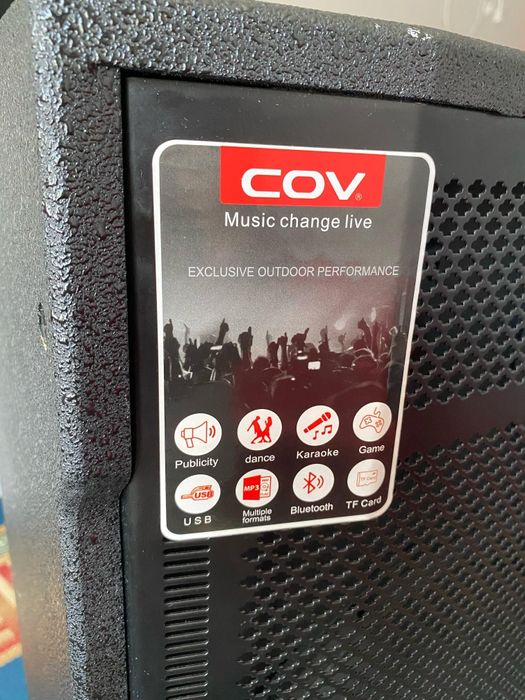 COV®
Music change live
EXCLUSIVE OUTDOOR PERFORMANCE
Publicity
dance
Karaoke
Game
USB
MP3
TF Card
USB
Multiple
formats
Bluetooth
TF Card